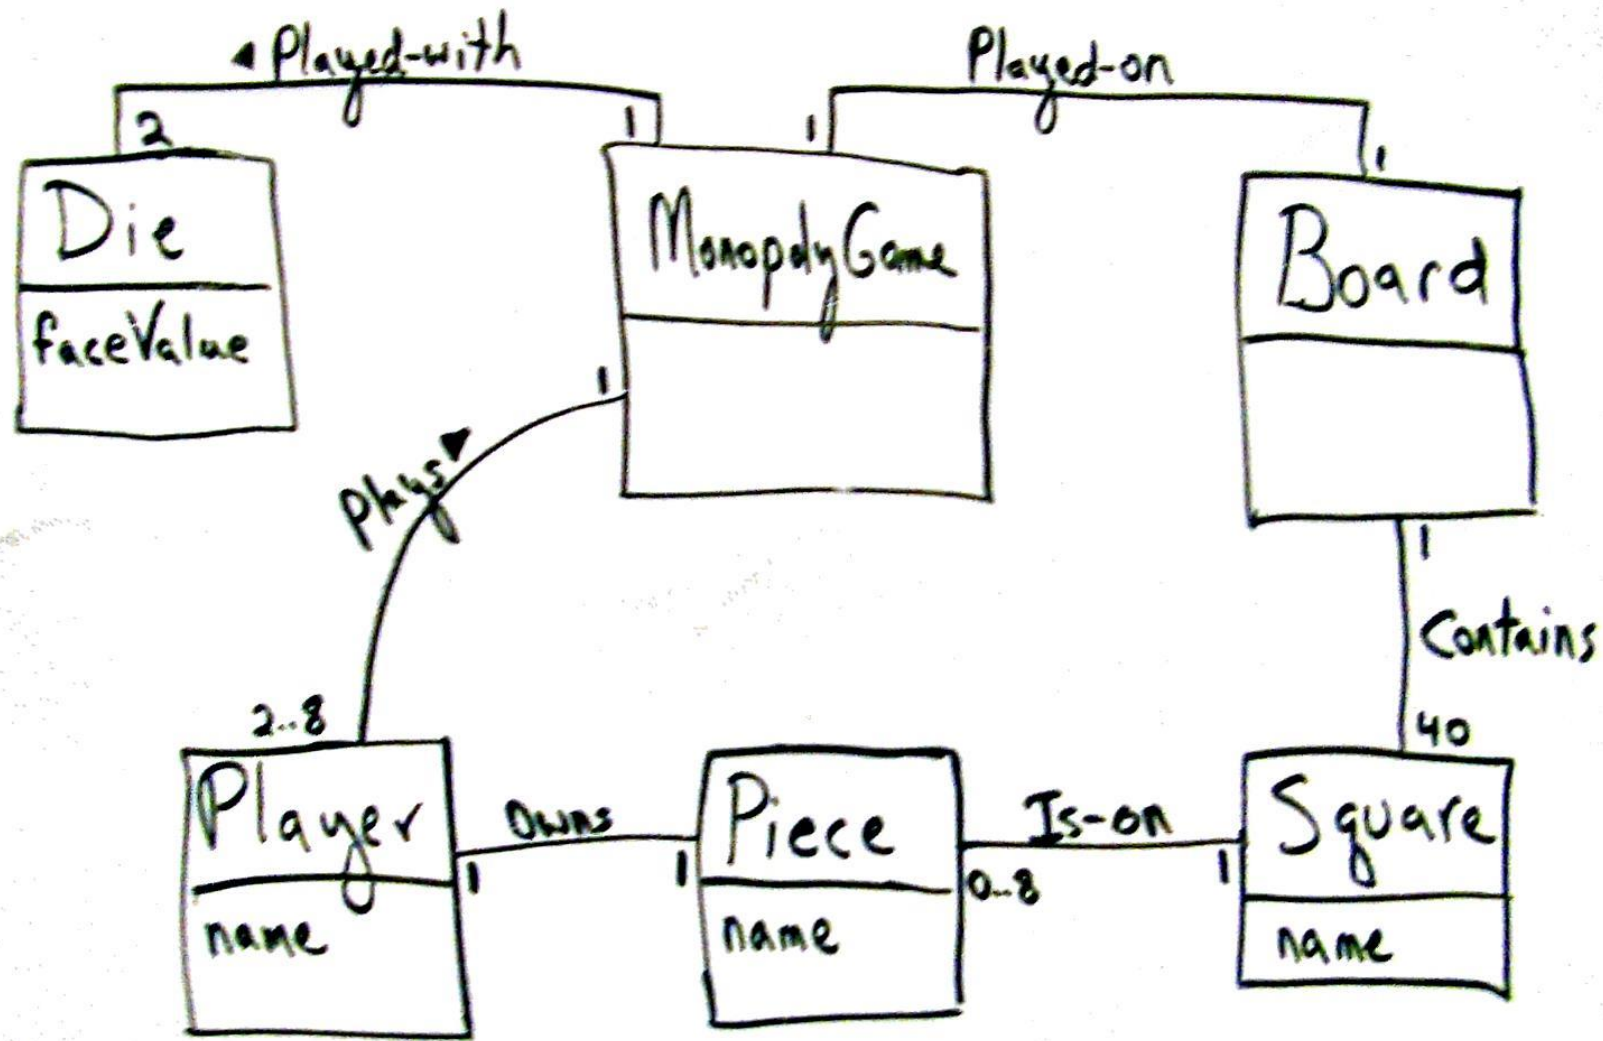 ◄ Played-with
Played-on
2
1
1
1
Die
faceValue
MonopolyGame
Board
1
Plays
1
Contains
2..8
40
Player
name
Owns
1
1
Piece
name
Is-on
0..8
1
Square
name